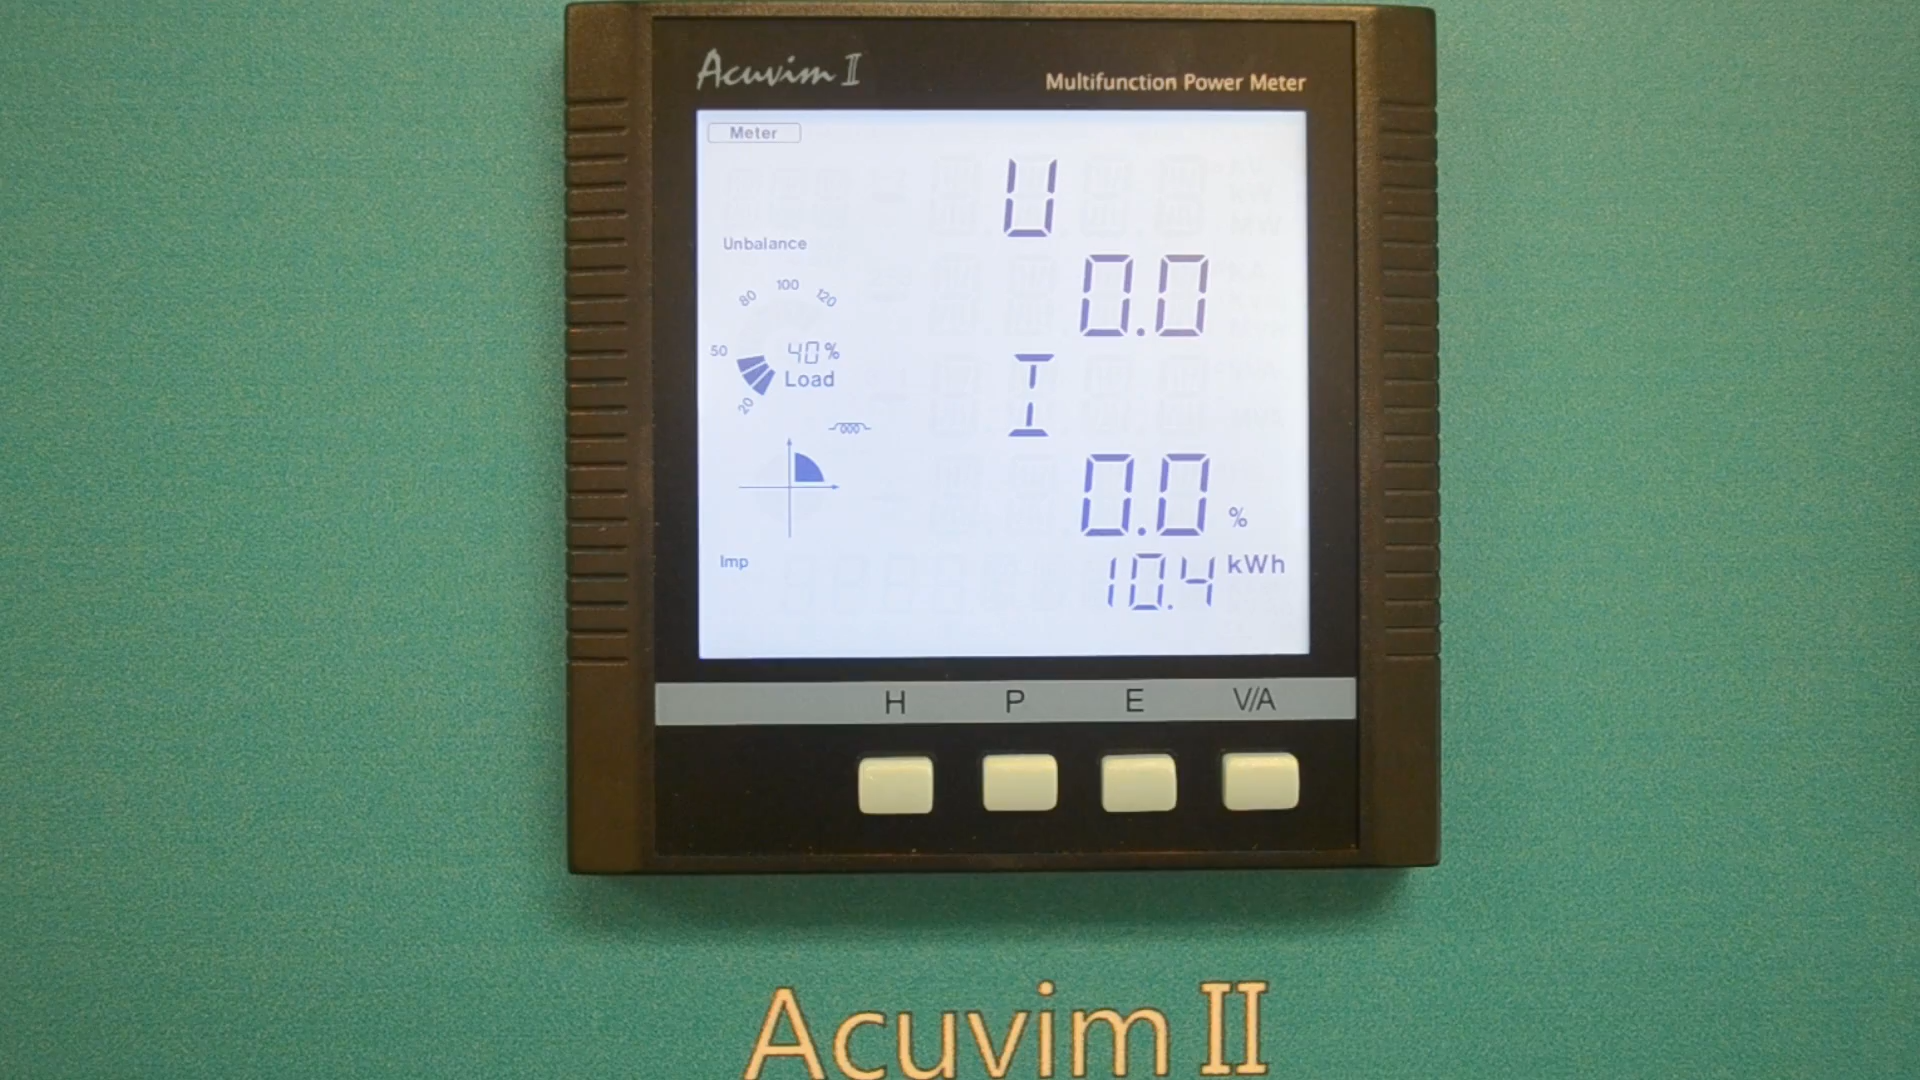 Acuvim II
Multifunction Power Meter
Meter
U
Unbalance
0.0
80 100 120
50
40%
I
Load
20
0.0 %
Imp
10.4 kWh
H P E V/A
Acuvim II